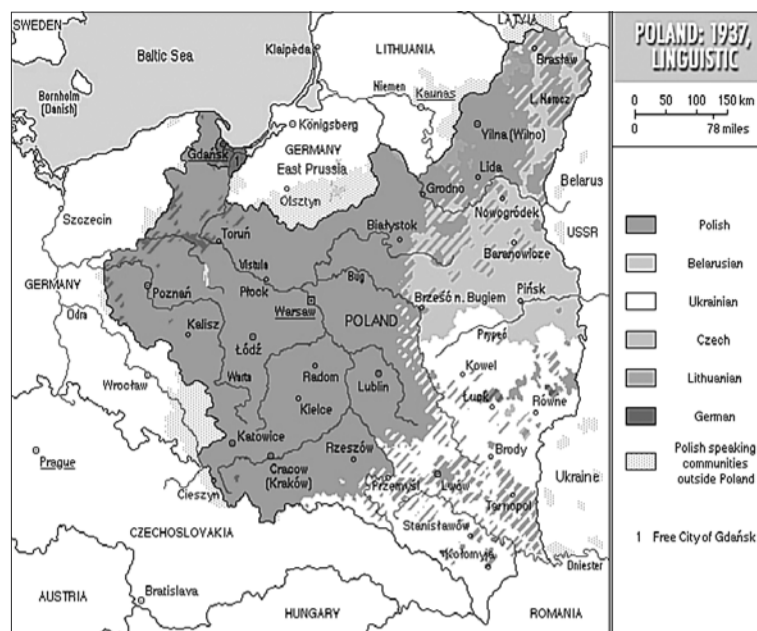 SWEDEN
Baltic Sea
Bornholm
(Danish)
Klaipėda
LITHUANIA
LATVIA
Brasław
L. Narocz
Niemen
Kaunas
Vilna (Wilno)
Königsberg
GERMANY
East Prussia
Olsztyn
Gdańsk
1
Lida
Grodno
Belarus
Nowogródek
USSR
Szczecin
Toruń
Białystok
Baranowicze
Vistula
Bug
GERMANY
Poznań
Płock
Warsaw
Brześć n. Bugiem
Pińsk
Odra
POLAND
Prypeć
Kalisz
Łódź
Kowel
Wrocław
Warta
Radom
Lublin
Łuck
Równe
Kielce
Katowice
Rzeszów
Brody
Prague
Cracow
(Kraków)
Przemyśl
Lwów
Ukraine
Cieszyn
Tarnopol
CZECHOSLOVAKIA
Stanisławów
Kołomyja
Dniester
AUSTRIA
Bratislava
HUNGARY
ROMANIA
POLAND: 1937,
LINGUISTIC
0 50 100 150 km
0 78 miles
Polish
Belarusian
Ukrainian
Czech
Lithuanian
German
Polish speaking
communities
outside Poland
1 Free City of Gdańsk